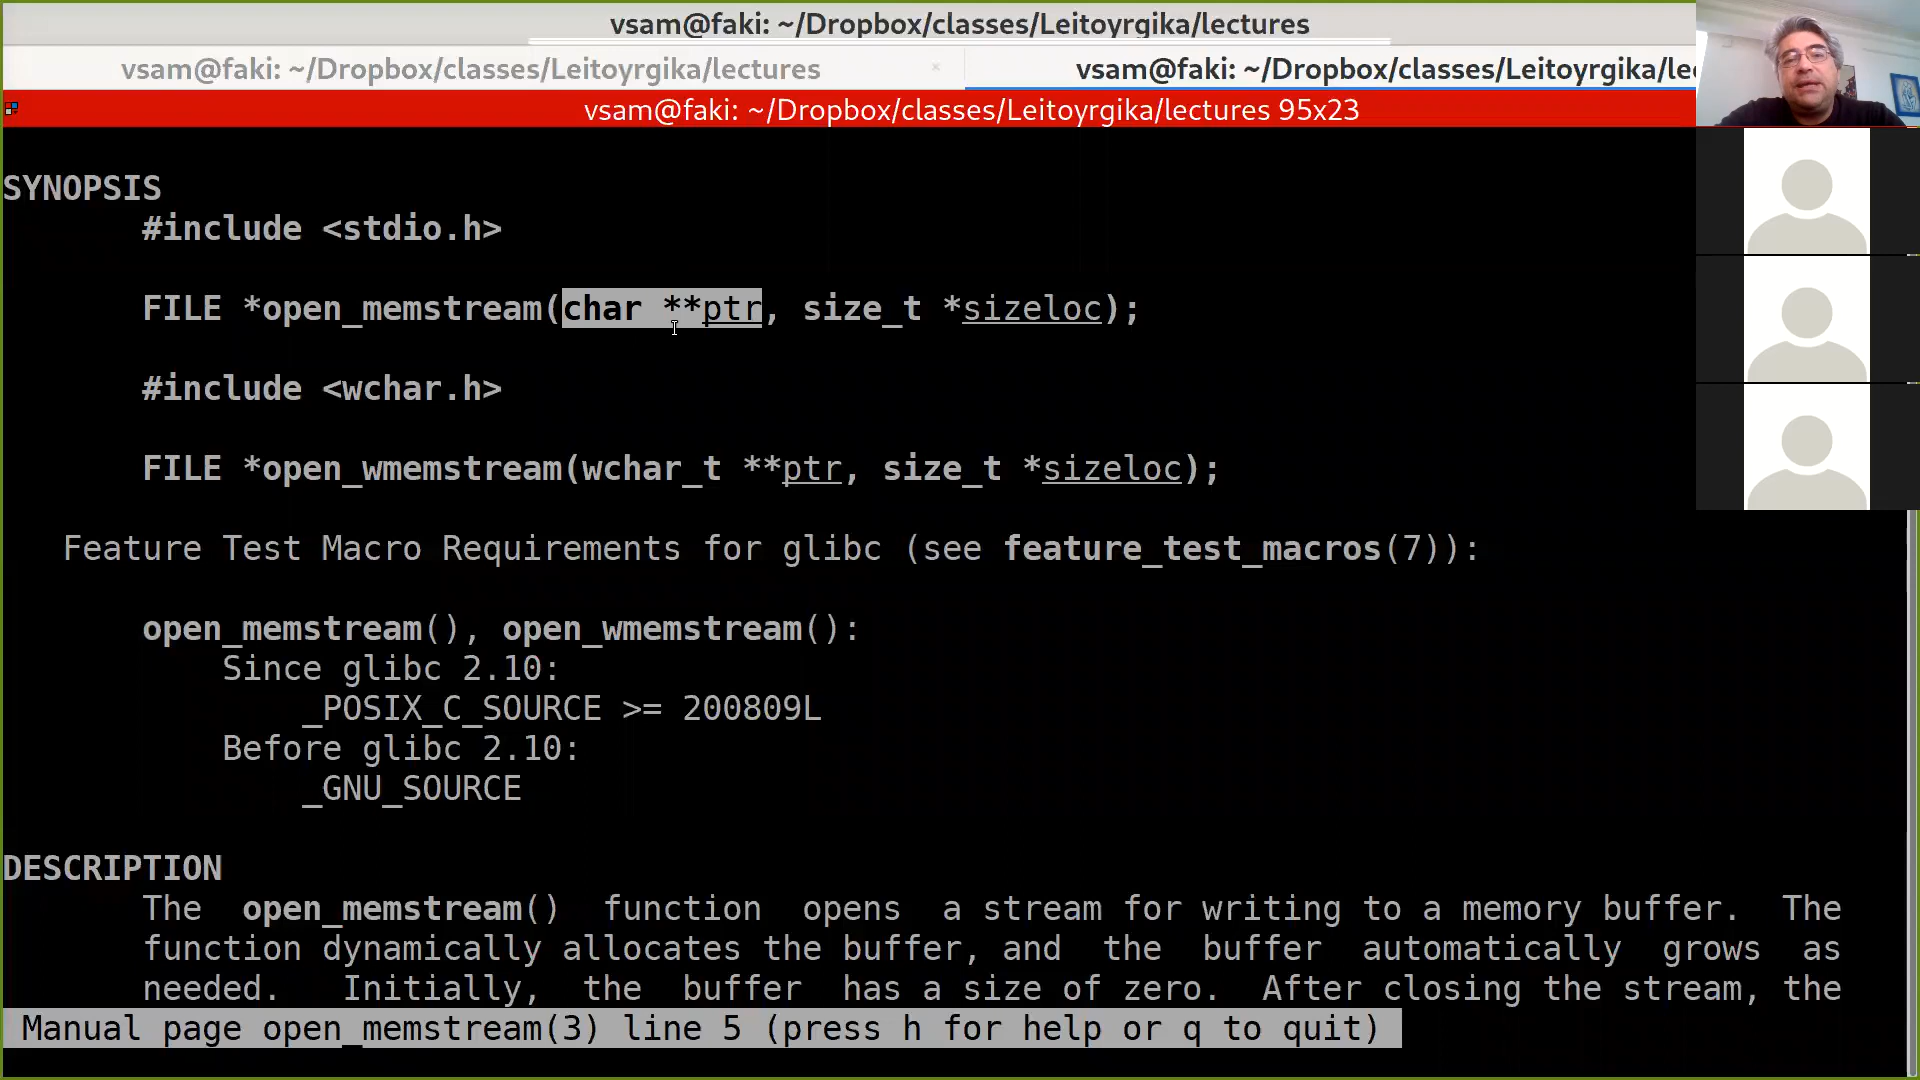 vsam@faki: ~/Dropbox/classes/Leitoyrgika/lectures
vsam@faki: ~/Dropbox/classes/Leitoyrgika/lectures × vsam@faki: ~/Dropbox/classes/Leitoyrgika/le
vsam@faki: ~/Dropbox/classes/Leitoyrgika/lectures 95x23
SYNOPSIS
#include <stdio.h>
FILE *open_memstream(char **ptr, size_t *sizeloc);
#include <wchar.h>
FILE *open_wmemstream(wchar_t **ptr, size_t *sizeloc);
Feature Test Macro Requirements for glibc (see feature_test_macros(7)):
open_memstream(), open_wmemstream():
Since glibc 2.10:
_POSIX_C_SOURCE >= 200809L
Before glibc 2.10:
_GNU_SOURCE
DESCRIPTION
The open_memstream() function opens a stream for writing to a memory buffer. The
function dynamically allocates the buffer, and the buffer automatically grows as
needed. Initially, the buffer has a size of zero. After closing the stream, the
Manual page open_memstream(3) line 5 (press h for help or q to quit)